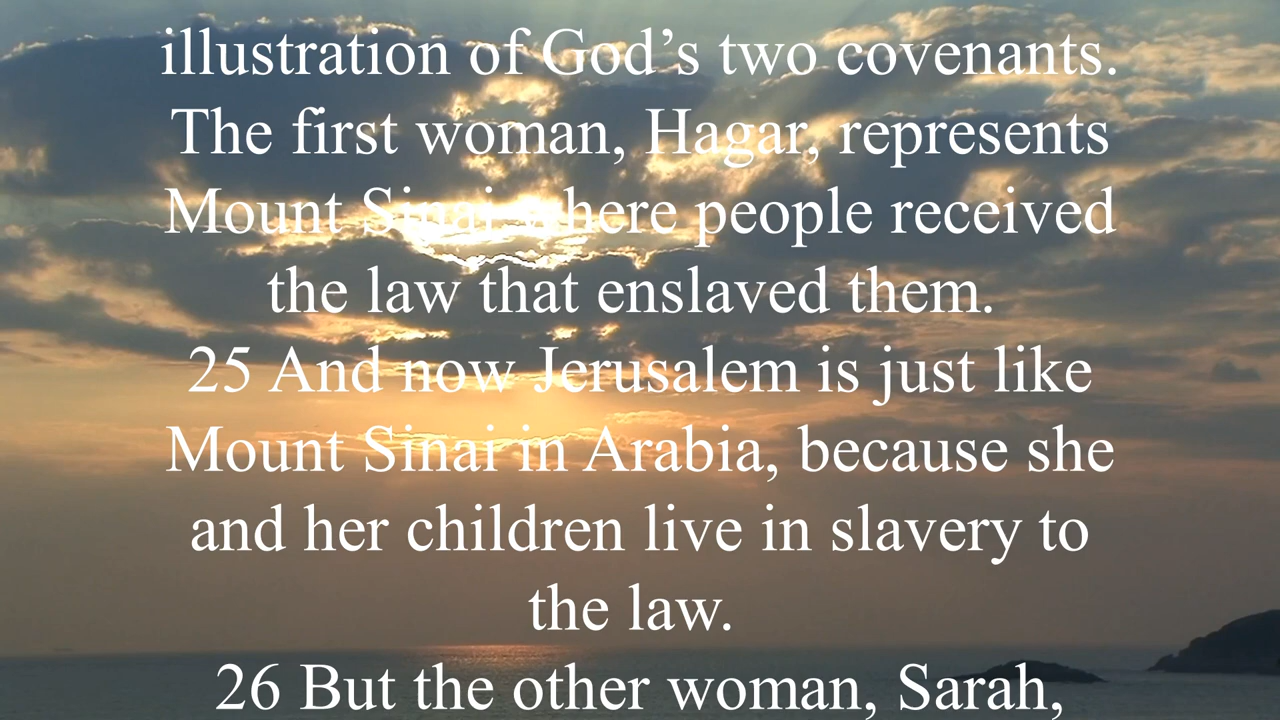 illustration of God’s two covenants.
The first woman, Hagar, represents
Mount Sinai where people received
the law that enslaved them.
25 And now Jerusalem is just like
Mount Sinai in Arabia, because she
and her children live in slavery to
the law.
26 But the other woman, Sarah,